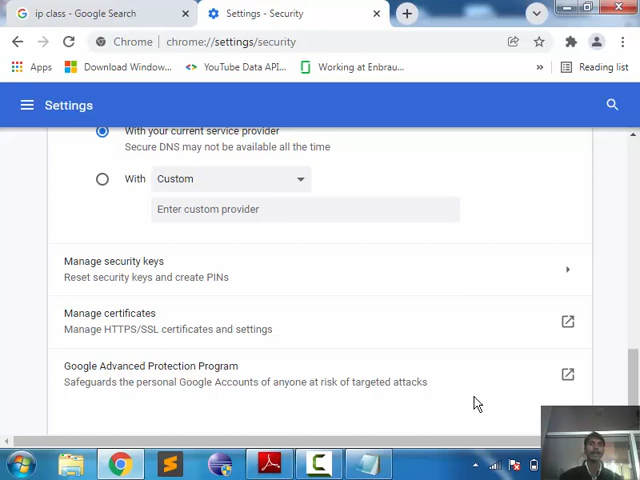 ip class - Google Search
Settings - Security
Chrome
chrome://settings/security
Apps
Download Window...
YouTube Data API...
Working at Enbrau...
»
Reading list
Settings
With your current service provider
Secure DNS may not be available all the time
With
Custom
Enter custom provider
Manage security keys
Reset security keys and create PINs
Manage certificates
Manage HTTPS/SSL certificates and settings
Google Advanced Protection Program
Safeguards the personal Google Accounts of anyone at risk of targeted attacks